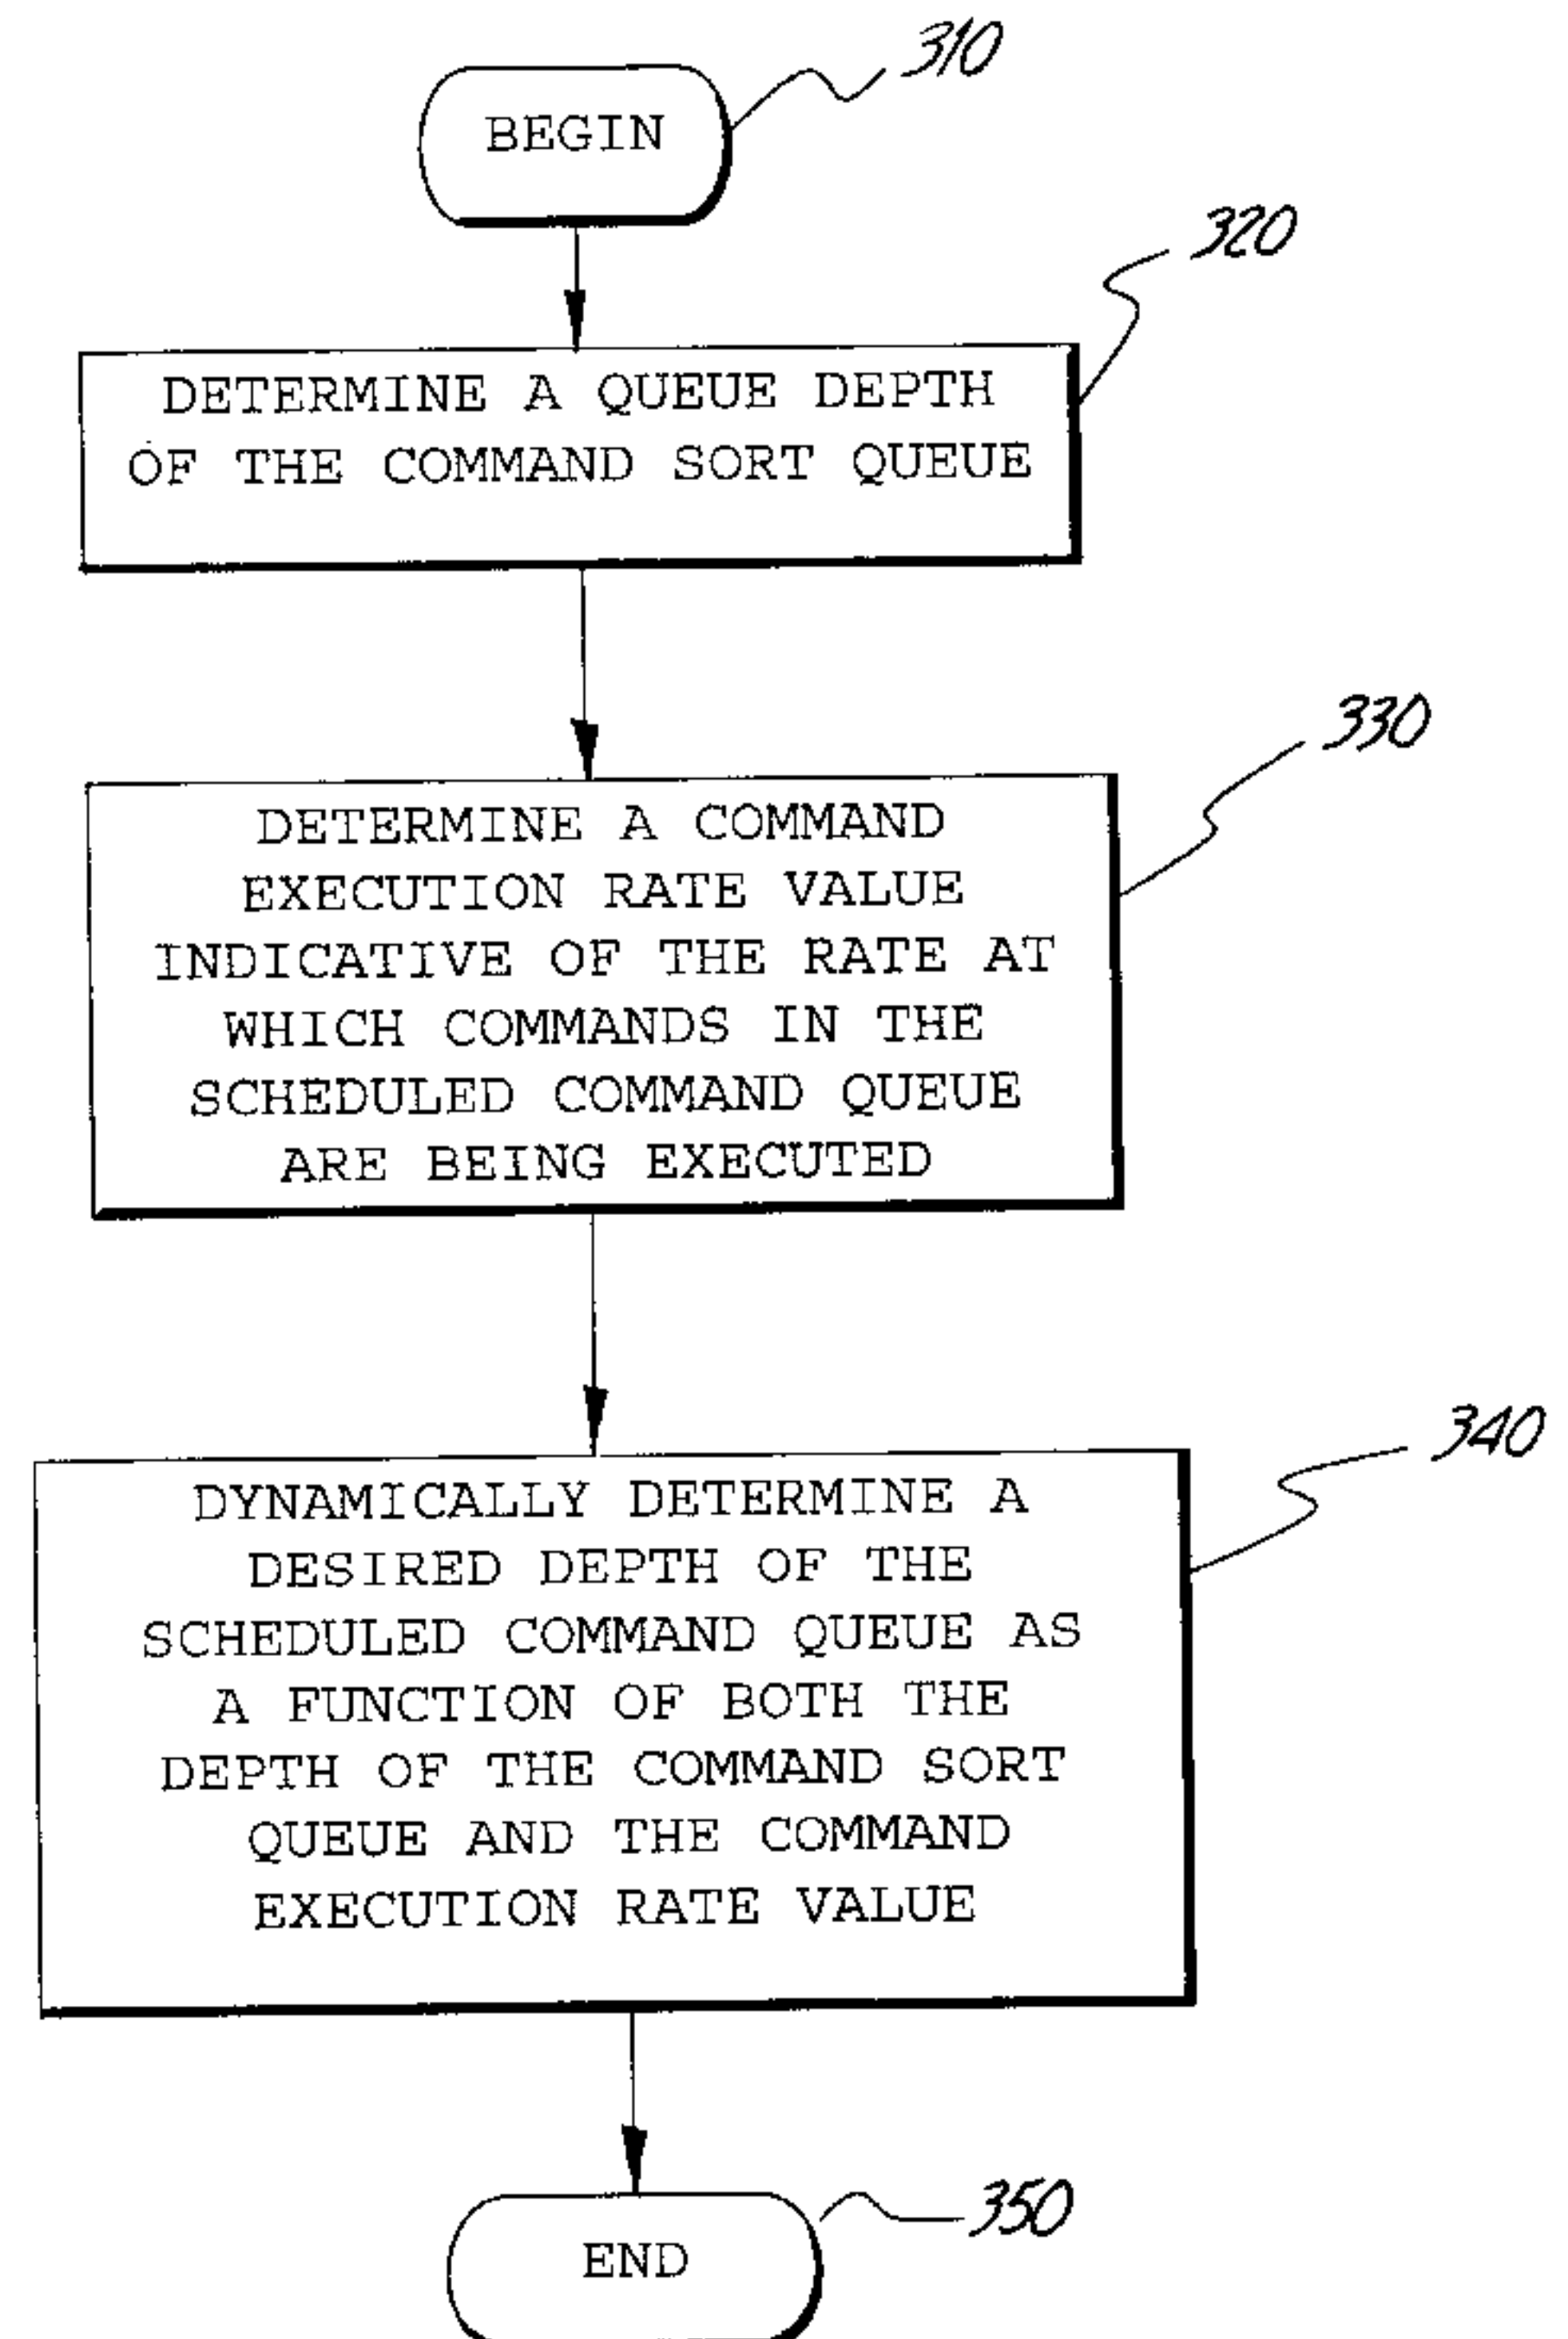 310
BEGIN
320
DETERMINE A QUEUE DEPTH
OF THE COMMAND SORT QUEUE
330
DETERMINE A COMMAND
EXECUTION RATE VALUE
INDICATIVE OF THE RATE AT
WHICH COMMANDS IN THE
SCHEDULED COMMAND QUEUE
ARE BEING EXECUTED
340
DYNAMICALLY DETERMINE A
DESIRED DEPTH OF THE
SCHEDULED COMMAND QUEUE AS
A FUNCTION OF BOTH THE
DEPTH OF THE COMMAND SORT
QUEUE AND THE COMMAND
EXECUTION RATE VALUE
350
END